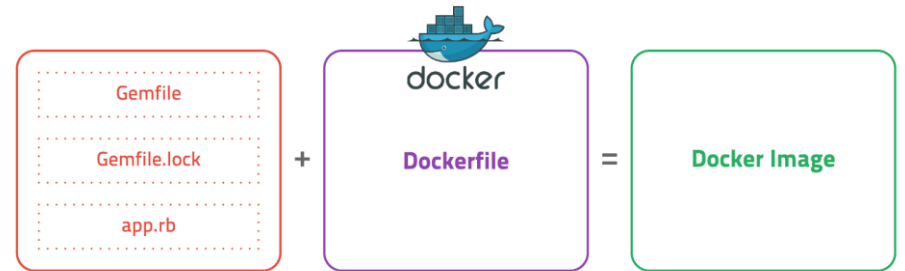 docker
Gemfile
Gemfile.lock
app.rb
+
Dockerfile
=
Docker Image